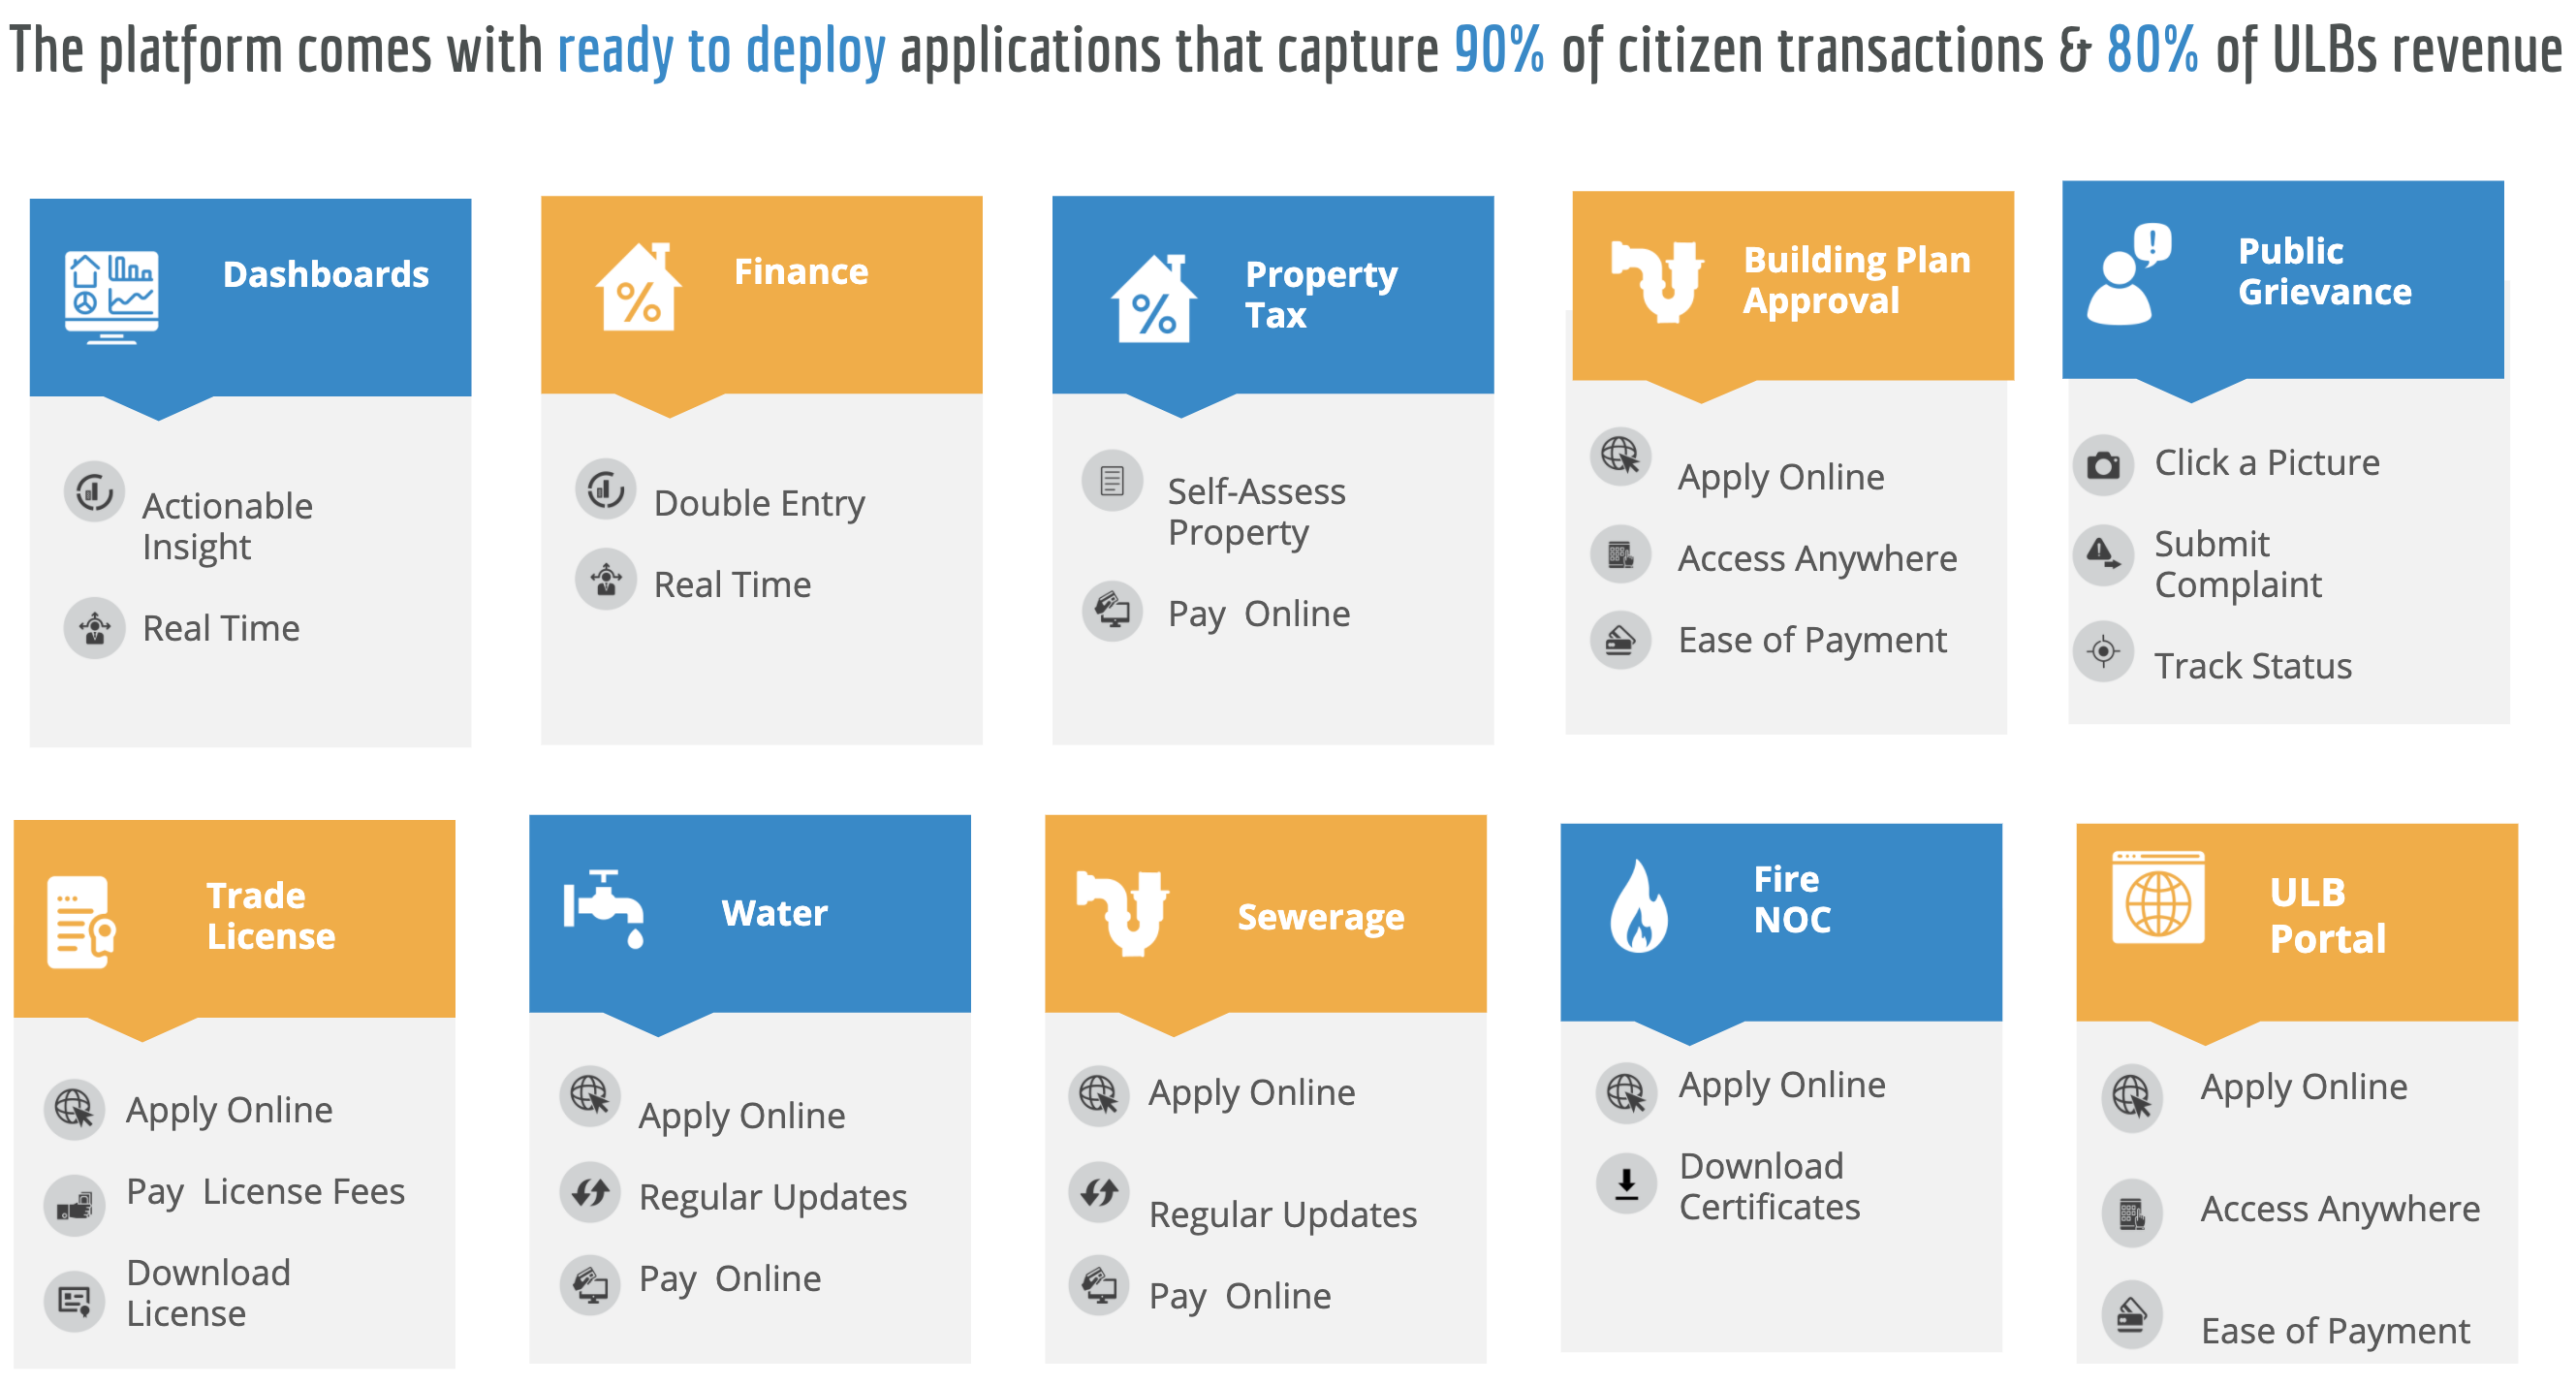 The platform comes with ready to deploy applications that capture 90% of citizen transactions & 80% of ULBs revenue
Dashboards
Actionable
Insight
Real Time
Finance
Double Entry
Real Time
Property
Tax
Self-Assess
Property
Pay Online
Building Plan
Approval
Apply Online
Access Anywhere
Ease of Payment
Public
Grievance
Click a Picture
Submit
Complaint
Track Status
Trade
License
Apply Online
Pay License Fees
Download
License
Water
Apply Online
Regular Updates
Pay Online
Sewerage
Apply Online
Regular Updates
Pay Online
Fire
NOC
Apply Online
Download
Certificates
ULB
Portal
Apply Online
Access Anywhere
Ease of Payment